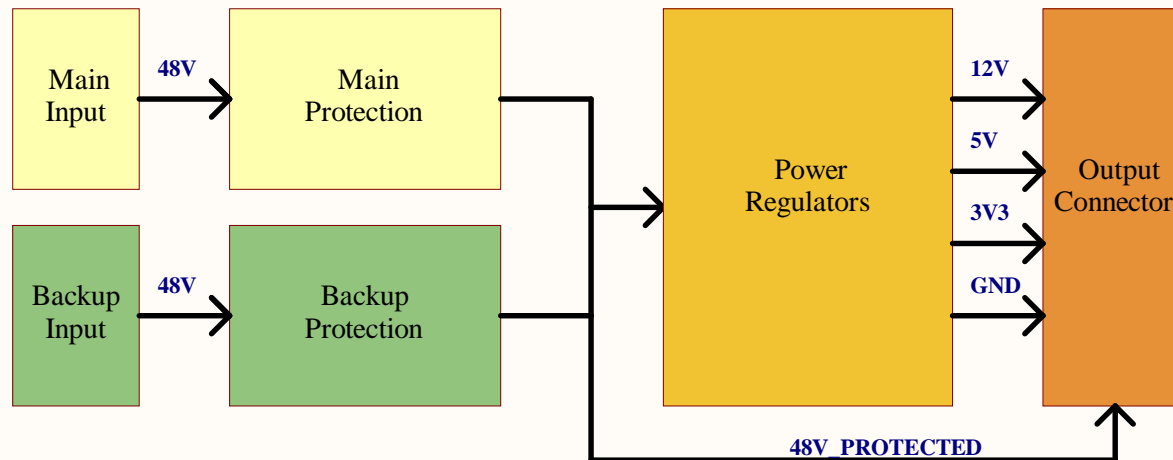 Main
Input
48V
Main
Protection
Backup
Input
48V
Backup
Protection
Power
Regulators
12V
5V
3V3
GND
Output
Connector
48V_PROTECTED